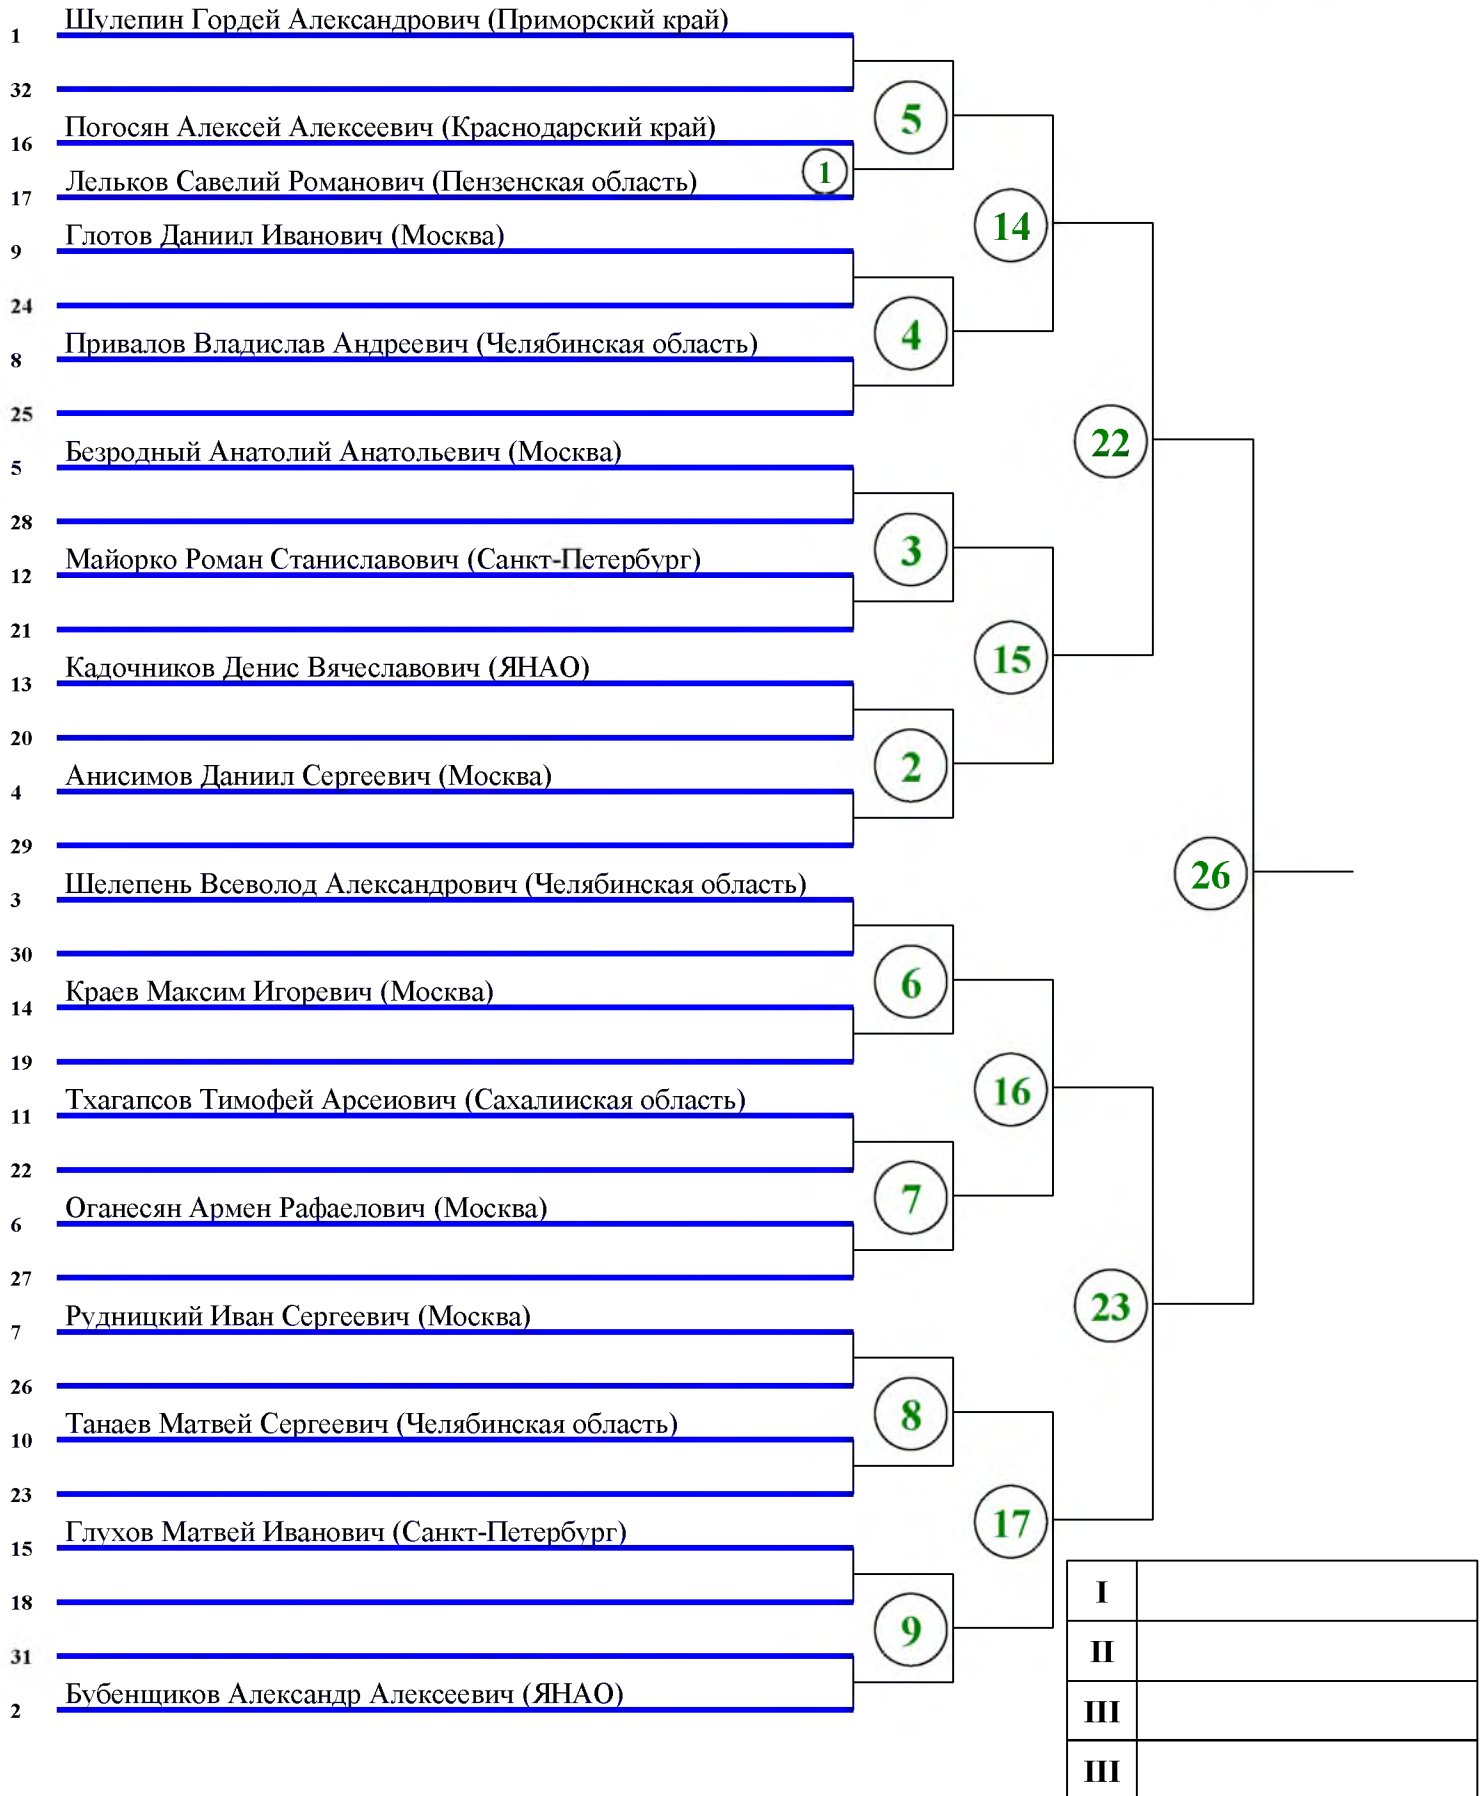 Шулепин Гордей Александрович (Приморский край)
1
32
Погосян Алексей Алексеевич (Краснодарский край)
5
16
1
Лельков Савелий Романович (Пензенская область)
17
14
Глотов Даниил Иванович (Москва)
9
24
4
Привалов Владислав Андреевич (Челябинская область)
8
25
22
Безродный Анатолий Анатольевич (Москва)
5
28
3
Майорко Роман Станиславович (Санкт-Петербург)
12
21
15
Кадочников Денис Вячеславович (ЯНАО)
13
20
2
Анисимов Даниил Сергеевич (Москва)
4
29
26
Шелепень Всеволод Александрович (Челябинская область)
3
30
6
Краев Максим Игоревич (Москва)
14
19
16
Тхагапсов Тимофей Арсеиович (Сахалииская область)
11
22
7
Оганесян Армен Рафаелович (Москва)
6
27
23
Рудницкий Иван Сергеевич (Москва)
7
26
8
Танаев Матвей Сергеевич (Челябинская область)
10
23
17
Глухов Матвей Иванович (Санкт-Петербург)
15
I
18
9
31
II
Бубенщиков Александр Алексеевич (ЯНАО)
2
III
III